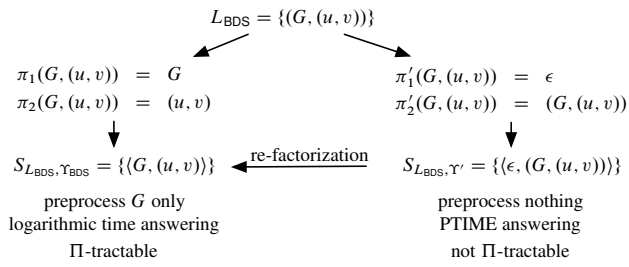 L_BDS = {(G, (u, v))}
π₁(G, (u, v)) = G
π₂(G, (u, v)) = (u, v)
π′₁(G, (u, v)) = ϵ
π′₂(G, (u, v)) = (G, (u, v))
S_{L_BDS,ϒ_BDS} = {⟨G, (u, v)⟩}
re-factorization
S_{L_BDS,ϒ′} = {⟨ϵ, (G, (u, v))⟩}
preprocess G only
logarithmic time answering
Π-tractable
preprocess nothing
PTIME answering
not Π-tractable